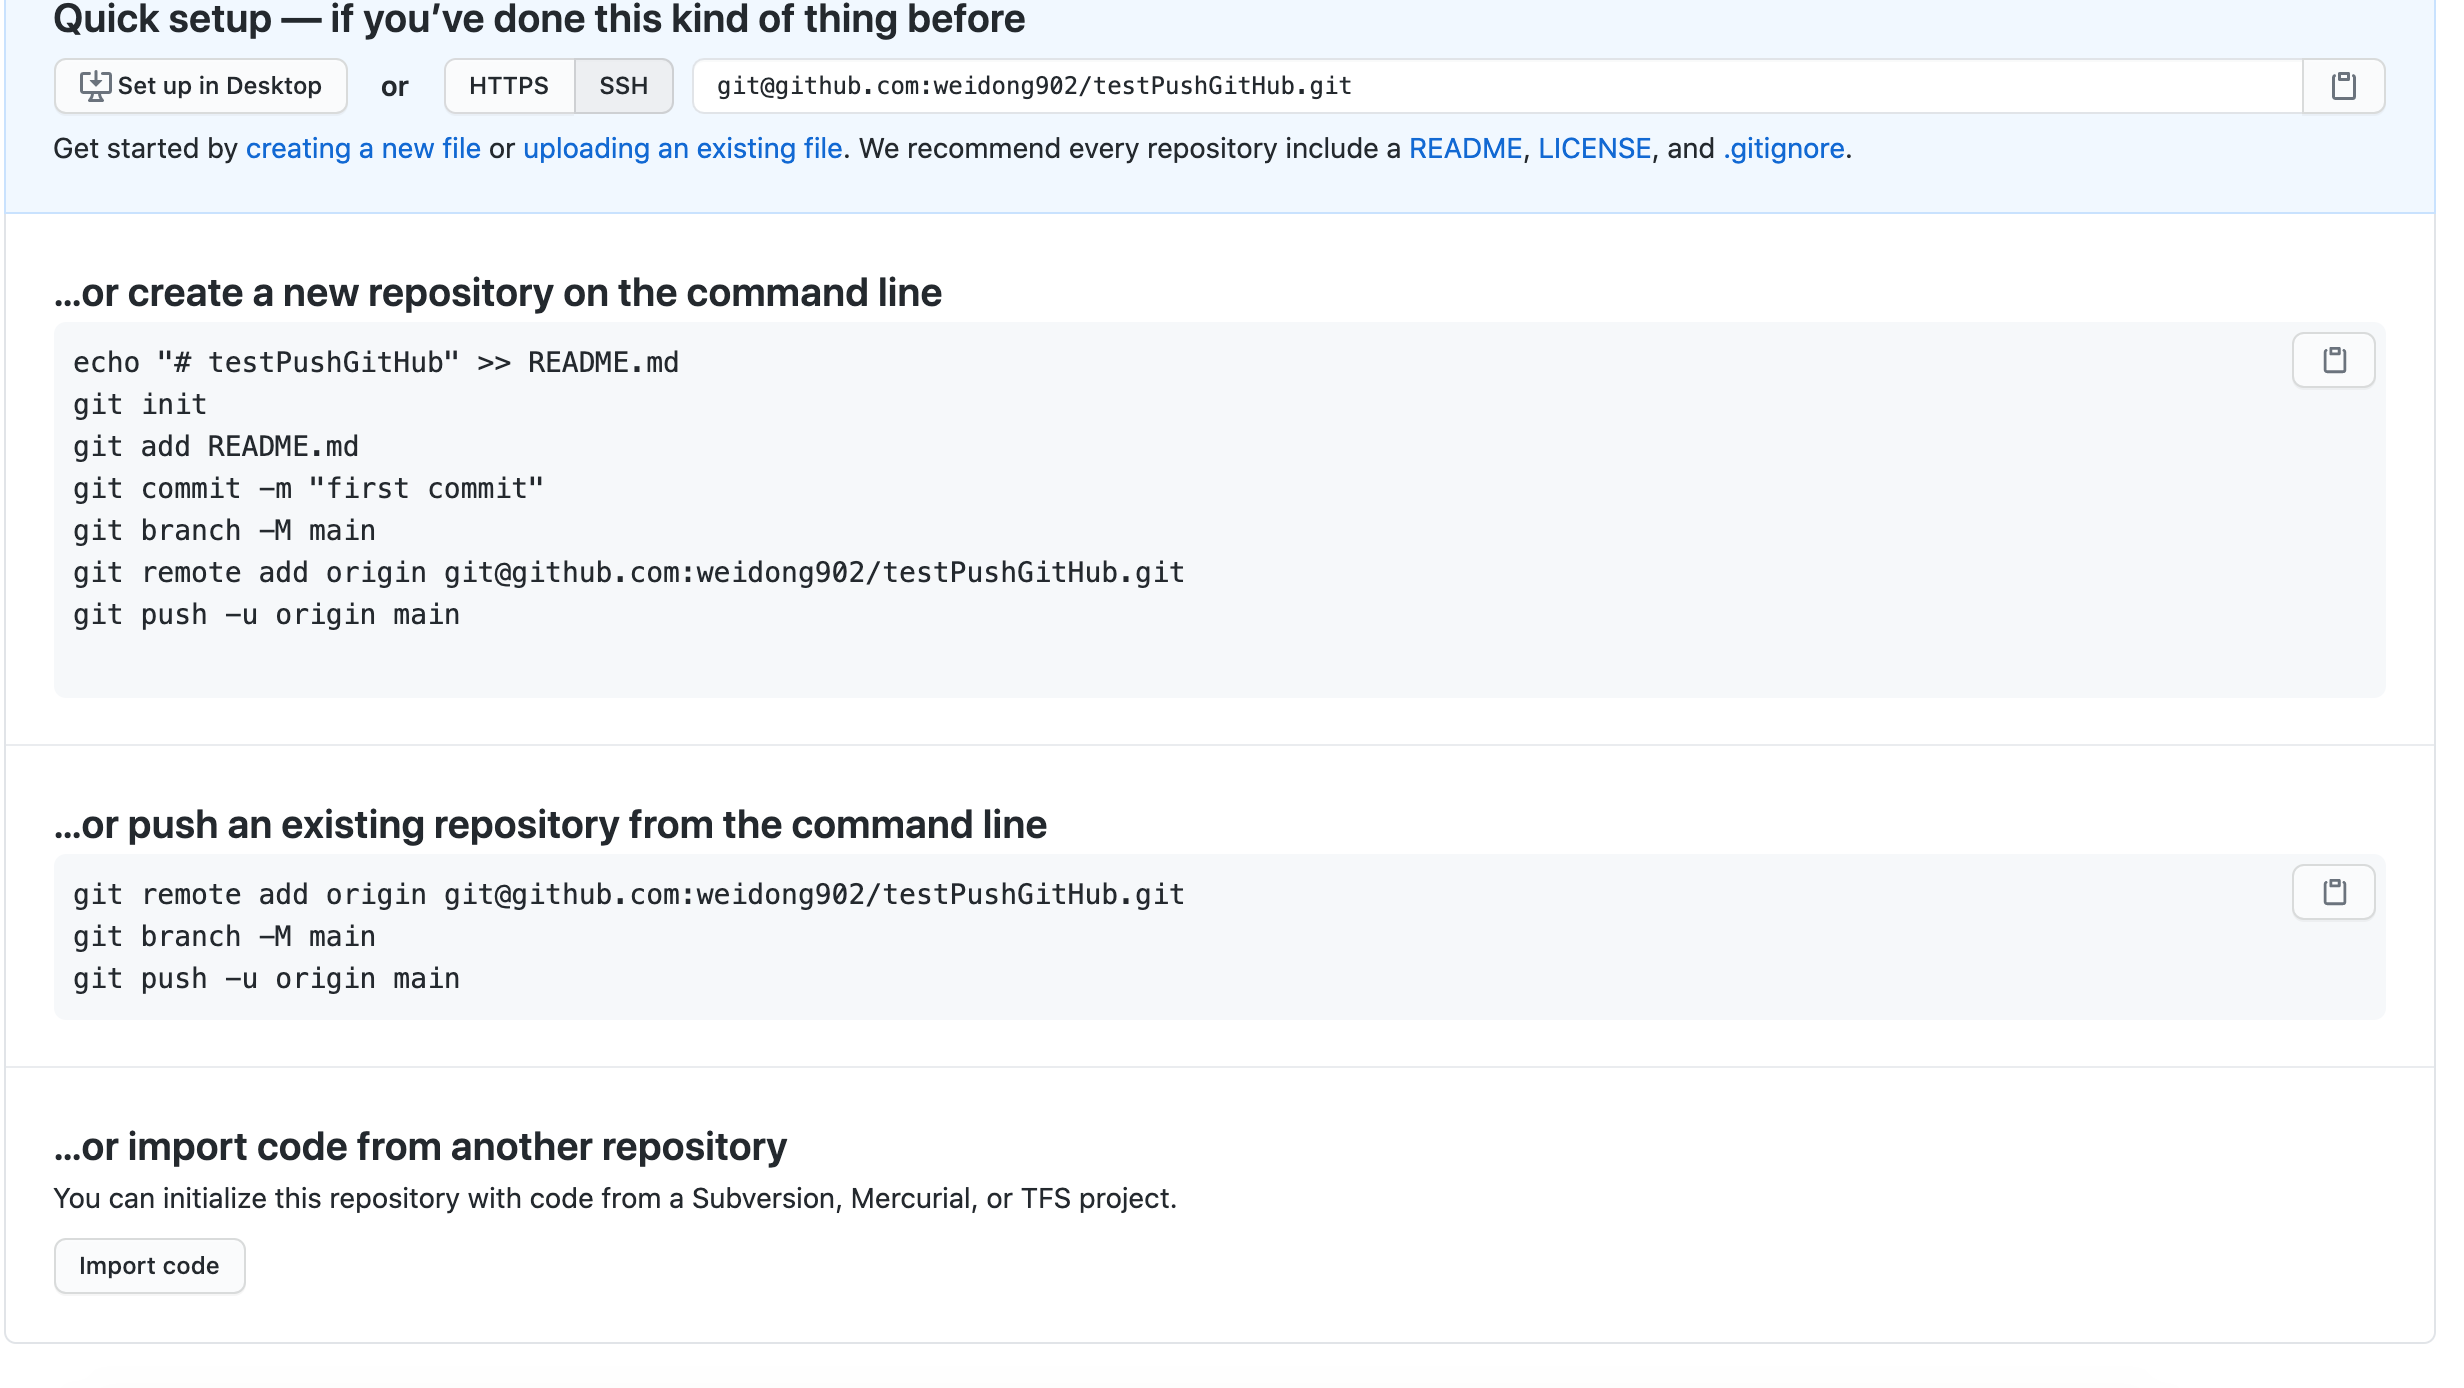 Quick setup — if you’ve done this kind of thing before
Set up in Desktop or HTTPS SSH git@github.com:weidong902/testPushGitHub.git
Get started by creating a new file or uploading an existing file. We recommend every repository include a README, LICENSE, and .gitignore.
…or create a new repository on the command line
echo "# testPushGitHub" >> README.md
git init
git add README.md
git commit -m "first commit"
git branch -M main
git remote add origin git@github.com:weidong902/testPushGitHub.git
git push -u origin main
…or push an existing repository from the command line
git remote add origin git@github.com:weidong902/testPushGitHub.git
git branch -M main
git push -u origin main
…or import code from another repository
You can initialize this repository with code from a Subversion, Mercurial, or TFS project.
Import code